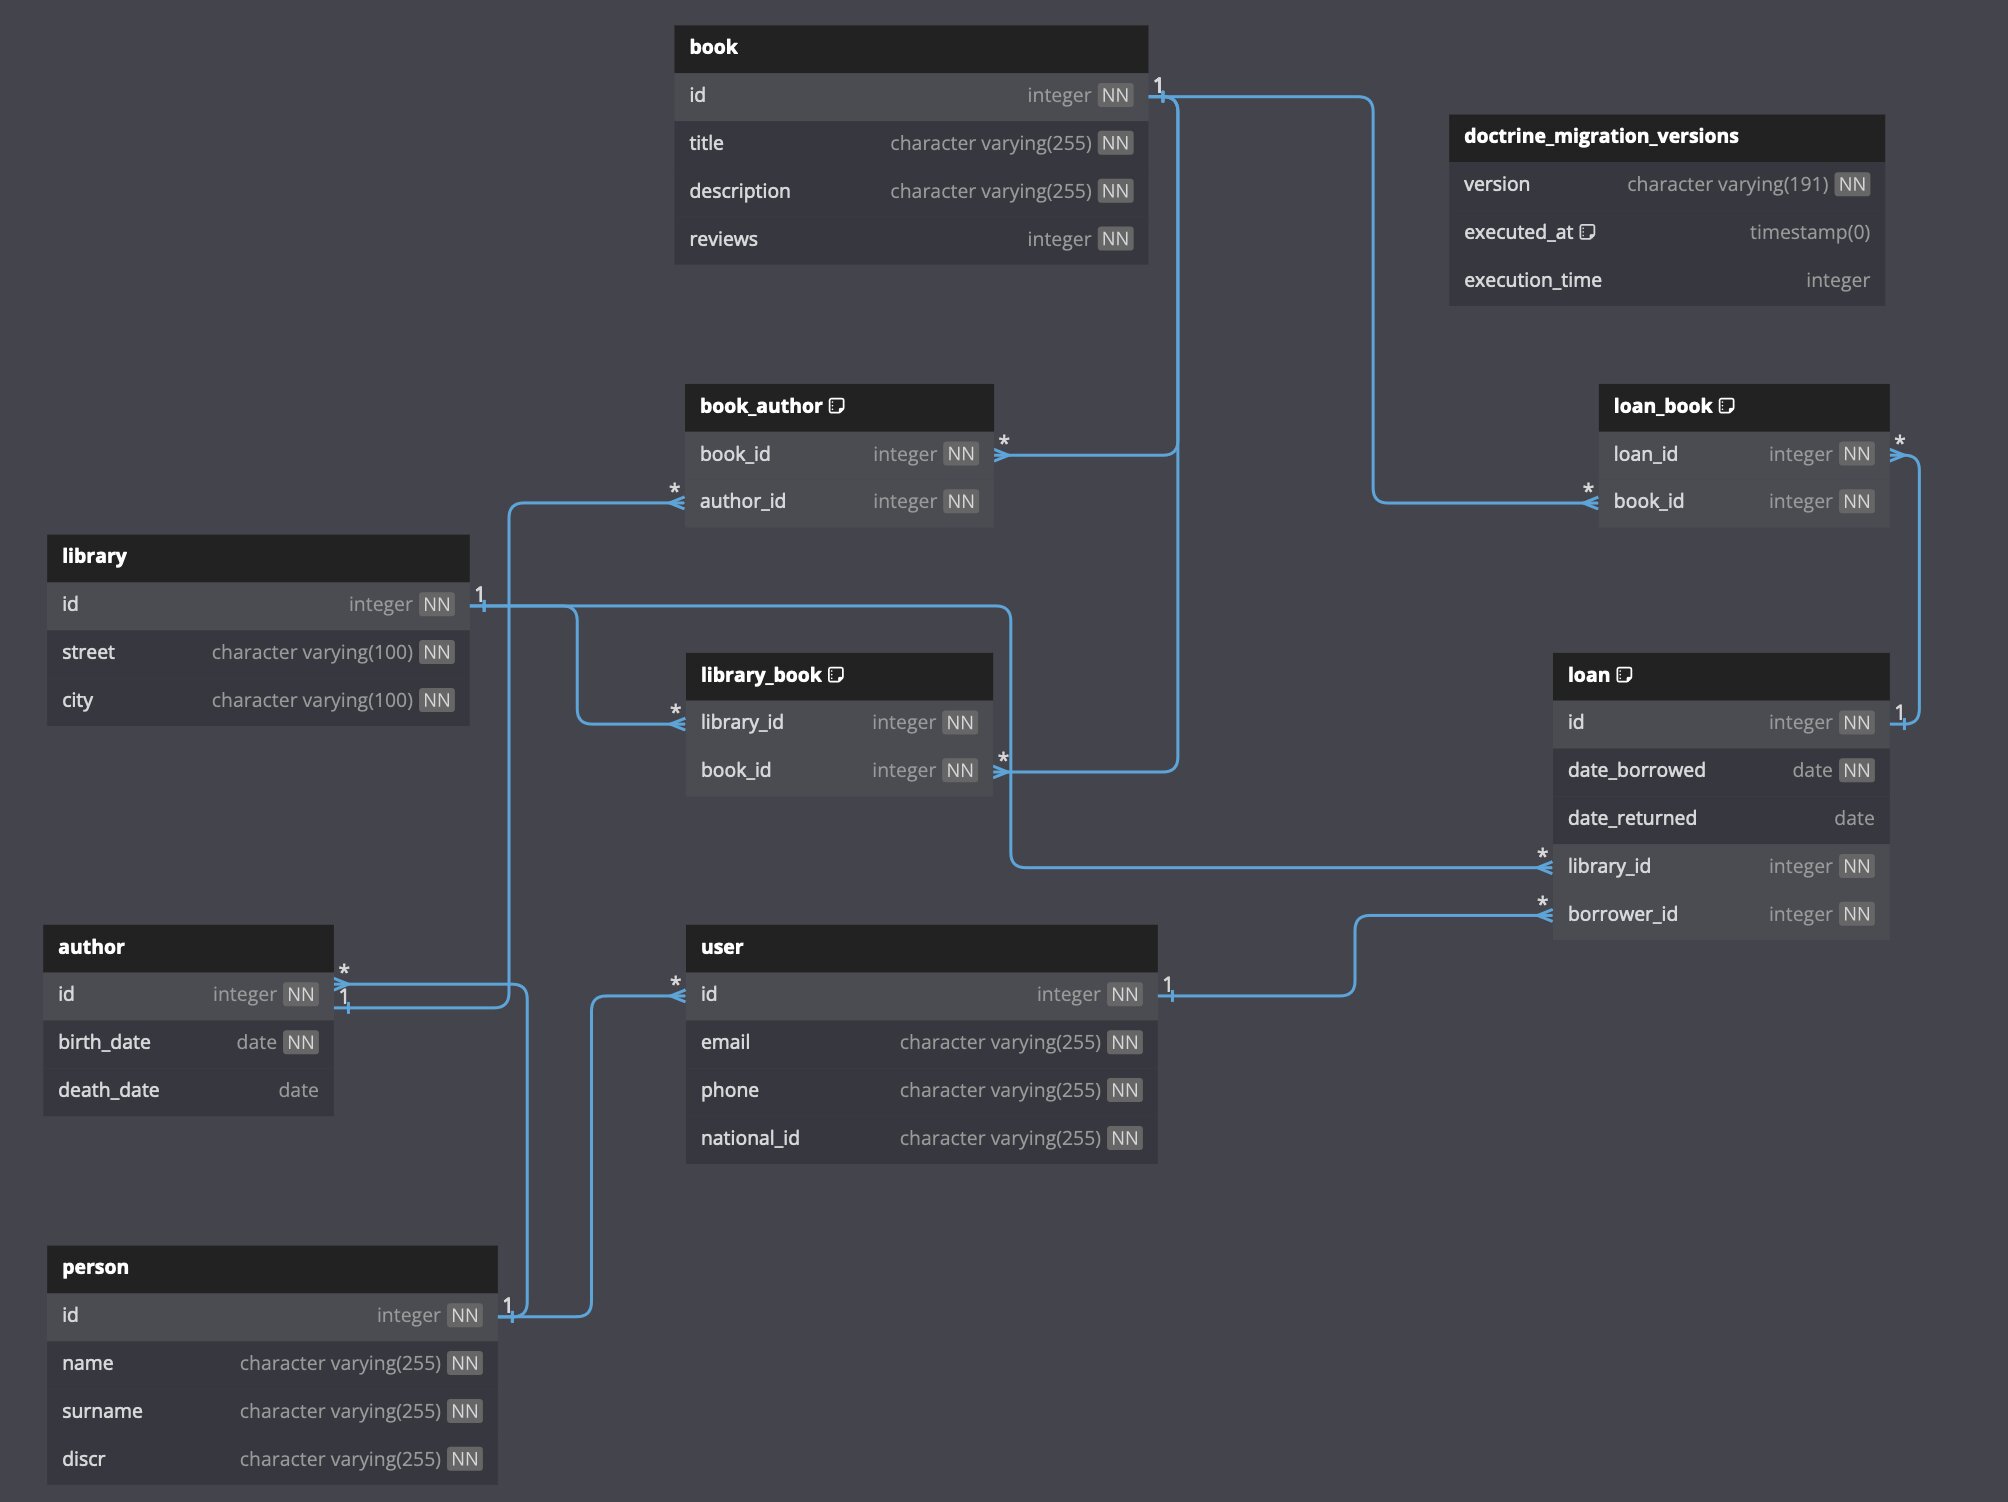 book
id integer NN
title character varying(255) NN
description character varying(255) NN
reviews integer NN
1
doctrine_migration_versions
version character varying(191) NN
executed_at timestamp(0)
execution_time integer
book_author
book_id integer NN
author_id integer NN
*
*
loan_book
loan_id integer NN
book_id integer NN
*
*
library
id integer NN
street character varying(100) NN
city character varying(100) NN
1
library_book
library_id integer NN
book_id integer NN
*
*
loan
id integer NN
date_borrowed date NN
date_returned date
library_id integer NN
borrower_id integer NN
1
*
*
author
id integer NN
birth_date date NN
death_date date
*
1
user
id integer NN
email character varying(255) NN
phone character varying(255) NN
national_id character varying(255) NN
*
1
person
id integer NN
name character varying(255) NN
surname character varying(255) NN
discr character varying(255) NN
1